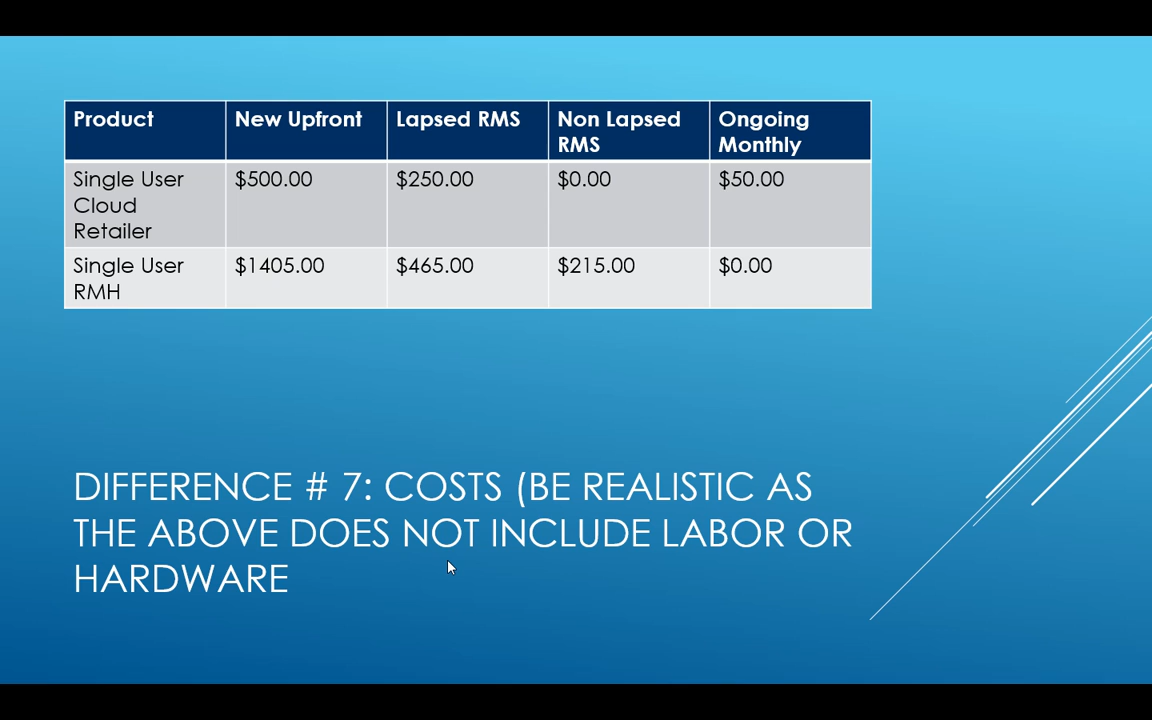 Product New Upfront Lapsed RMS Non Lapsed RMS Ongoing Monthly
Single User Cloud Retailer $500.00 $250.00 $0.00 $50.00
Single User RMH $1405.00 $465.00 $215.00 $0.00
DIFFERENCE # 7: COSTS (BE REALISTIC AS
THE ABOVE DOES NOT INCLUDE LABOR OR
HARDWARE